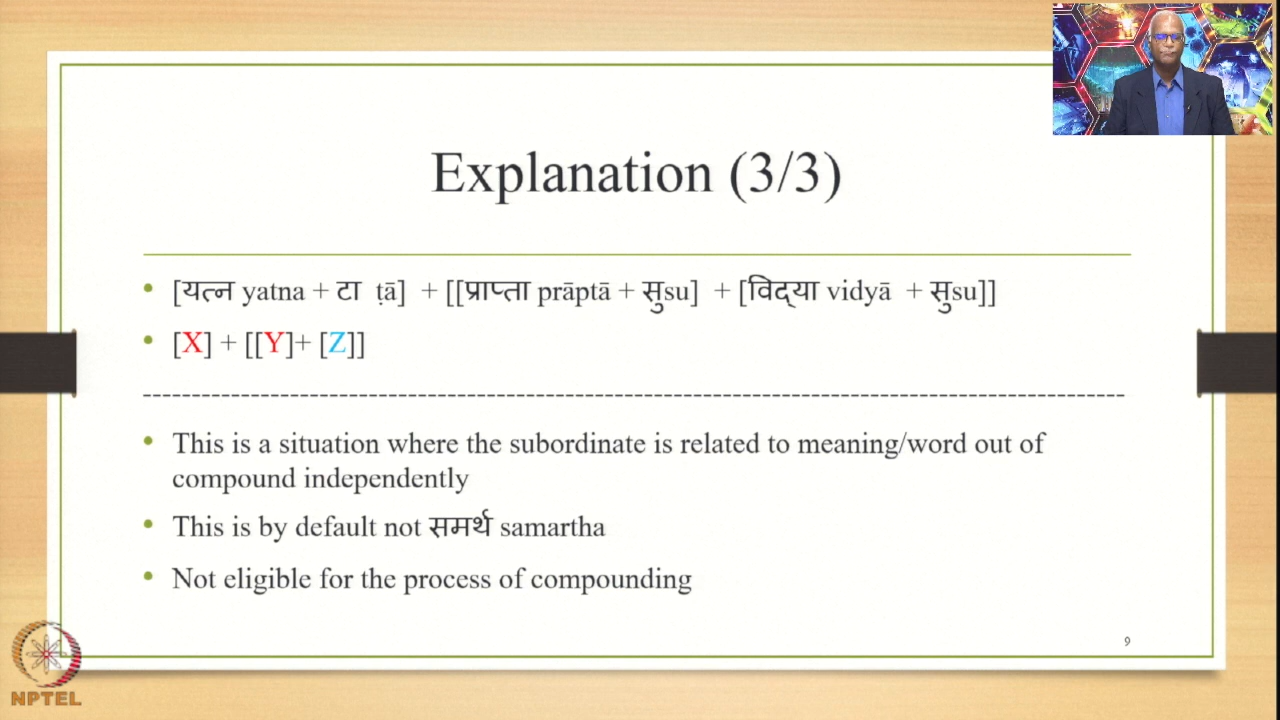 Explanation (3/3)
• [यत्न yatna + टा ṭā] + [[प्राप्ता prāptā + सुsu] + [विद्या vidyā + सुsu]]
• [X] + [[Y]+ [Z]]
--------------------------------------------------------------------------------------------
• This is a situation where the subordinate is related to meaning/word out of
compound independently
• This is by default not समर्थ samartha
• Not eligible for the process of compounding
9
NPTEL